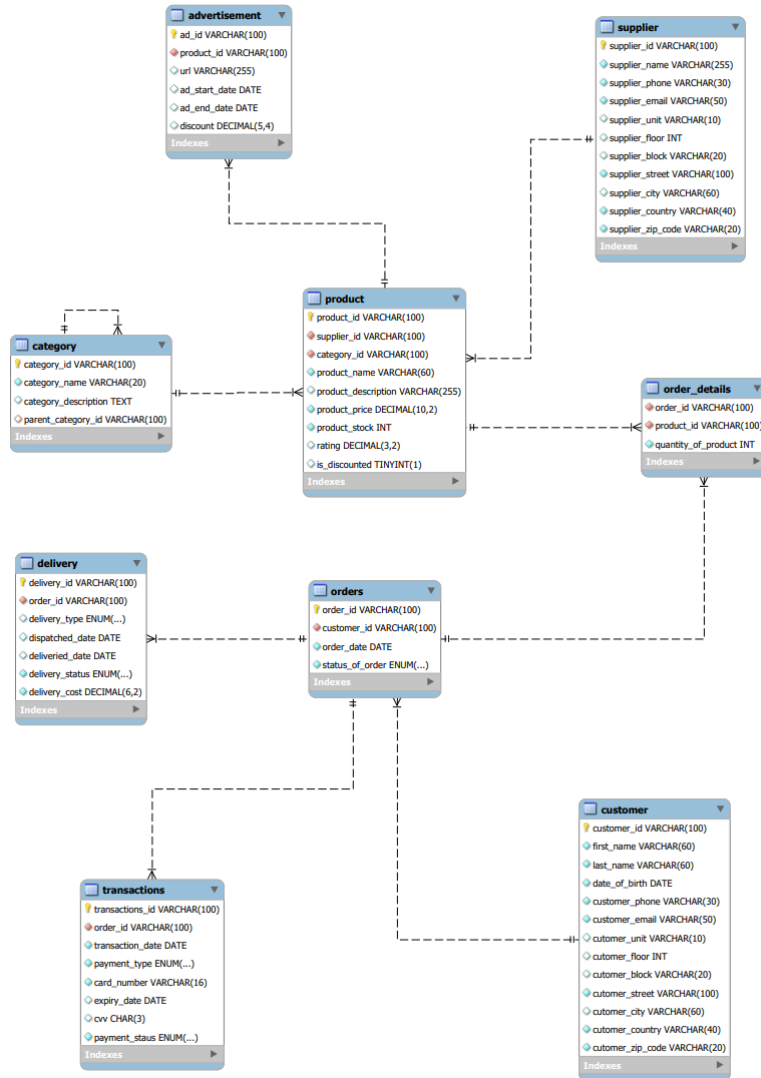 advertisement
ad_id VARCHAR(100)
product_id VARCHAR(100)
url VARCHAR(255)
ad_start_date DATE
ad_end_date DATE
discount DECIMAL(5,4)
Indexes
supplier
supplier_id VARCHAR(100)
supplier_name VARCHAR(255)
supplier_phone VARCHAR(30)
supplier_email VARCHAR(50)
supplier_unit VARCHAR(10)
supplier_floor INT
supplier_block VARCHAR(20)
supplier_street VARCHAR(100)
supplier_city VARCHAR(60)
supplier_country VARCHAR(40)
supplier_zip_code VARCHAR(20)
Indexes
product
product_id VARCHAR(100)
supplier_id VARCHAR(100)
category_id VARCHAR(100)
product_name VARCHAR(60)
product_description VARCHAR(255)
product_price DECIMAL(10,2)
product_stock INT
rating DECIMAL(3,2)
is_discounted TINYINT(1)
Indexes
category
category_id VARCHAR(100)
category_name VARCHAR(20)
category_description TEXT
parent_category_id VARCHAR(100)
Indexes
order_details
order_id VARCHAR(100)
product_id VARCHAR(100)
quantity_of_product INT
Indexes
delivery
delivery_id VARCHAR(100)
order_id VARCHAR(100)
delivery_type ENUM(...)
dispatched_date DATE
deliveried_date DATE
delivery_status ENUM(...)
delivery_cost DECIMAL(6,2)
Indexes
orders
order_id VARCHAR(100)
customer_id VARCHAR(100)
order_date DATE
status_of_order ENUM(...)
Indexes
customer
customer_id VARCHAR(100)
first_name VARCHAR(60)
last_name VARCHAR(60)
date_of_birth DATE
customer_phone VARCHAR(30)
customer_email VARCHAR(50)
cutomer_unit VARCHAR(10)
cutomer_floor INT
cutomer_block VARCHAR(20)
cutomer_street VARCHAR(100)
cutomer_city VARCHAR(60)
cutomer_country VARCHAR(40)
cutomer_zip_code VARCHAR(20)
Indexes
transactions
transactions_id VARCHAR(100)
order_id VARCHAR(100)
transaction_date DATE
payment_type ENUM(...)
card_number VARCHAR(16)
expiry_date DATE
cvv CHAR(3)
payment_staus ENUM(...)
Indexes